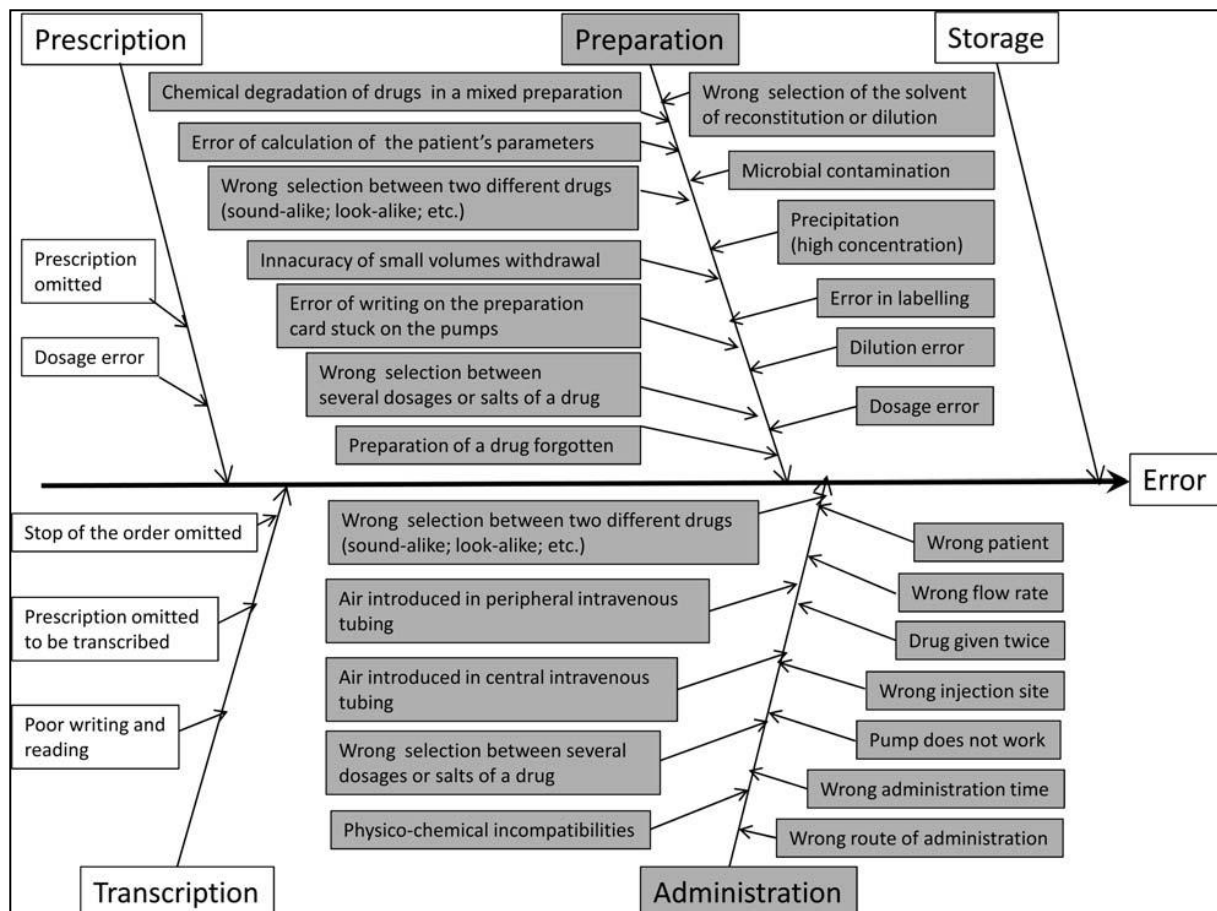 Prescription
Preparation
Storage
Chemical degradation of drugs in a mixed preparation
Error of calculation of the patient's parameters
Wrong selection between two different drugs
(sound-alike; look-alike; etc.)
Innacuracy of small volumes withdrawal
Error of writing on the preparation
card stuck on the pumps
Wrong selection between
several dosages or salts of a drug
Preparation of a drug forgotten
Wrong selection of the solvent
of reconstitution or dilution
Microbial contamination
Precipitation
(high concentration)
Error in labelling
Dilution error
Dosage error
Prescription
omitted
Dosage error
Error
Stop of the order omitted
Prescription omitted
to be transcribed
Poor writing and
reading
Wrong selection between two different drugs
(sound-alike; look-alike; etc.)
Air introduced in peripheral intravenous
tubing
Air introduced in central intravenous
tubing
Wrong selection between several
dosages or salts of a drug
Physico-chemical incompatibilities
Wrong patient
Wrong flow rate
Drug given twice
Wrong injection site
Pump does not work
Wrong administration time
Wrong route of administration
Transcription
Administration